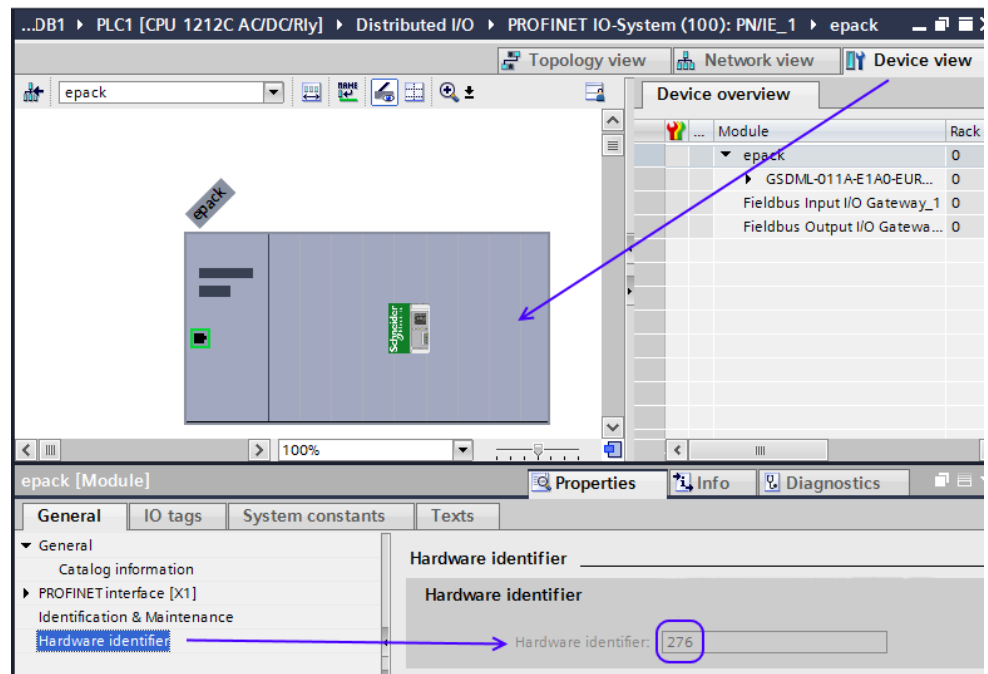 ...DB1 ▸ PLC1 [CPU 1212C AC/DC/Rly] ▸ Distributed I/O ▸ PROFINET IO-System (100): PN/IE_1 ▸ epack
Topology view Network view Device view
epack
Device overview
... Module Rack
epack 0
GSDML-011A-E1A0-EUR... 0
Fieldbus Input I/O Gateway_1 0
Fieldbus Output I/O Gatewa... 0
epack
Schneider
100%
epack [Module]
Properties Info Diagnostics
General IO tags System constants Texts
General
Catalog information
PROFINET interface [X1]
Identification & Maintenance
Hardware identifier
Hardware identifier
Hardware identifier
Hardware identifier: 276